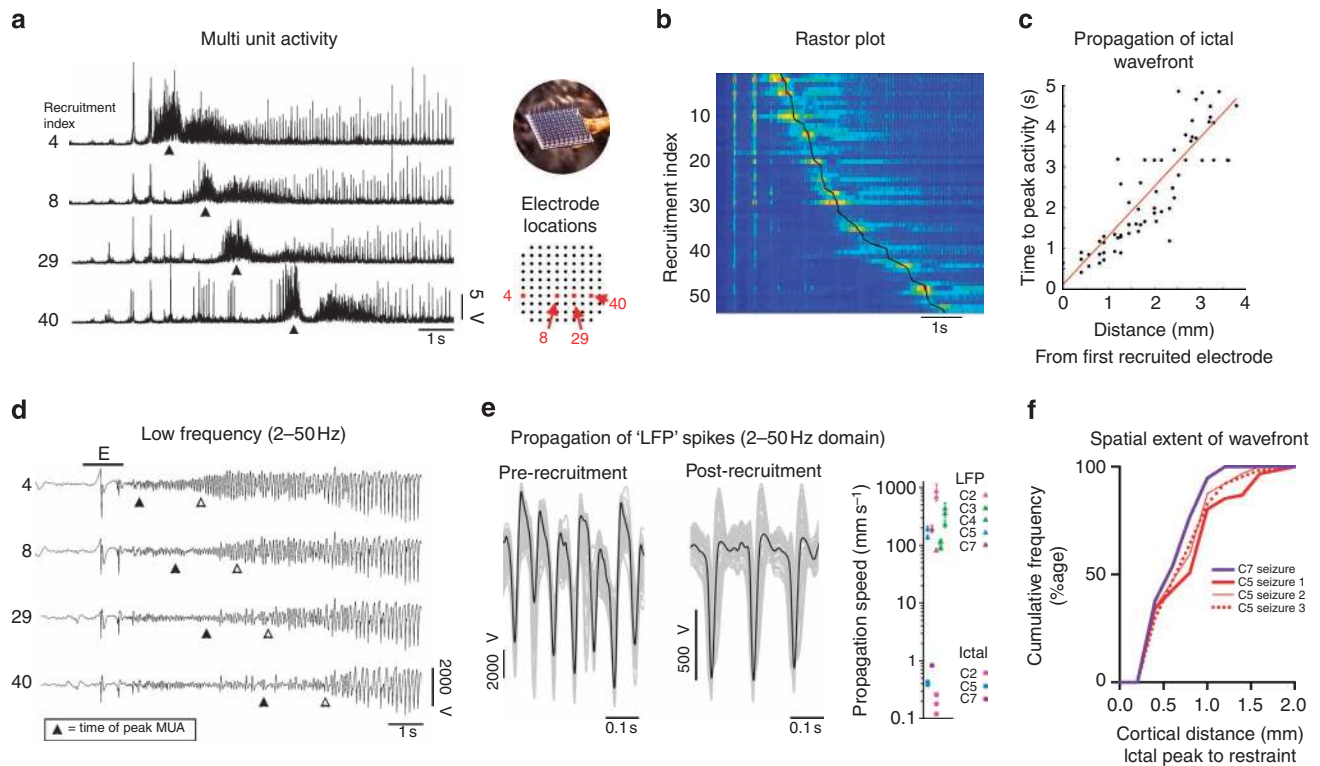 a
Multi unit activity
Recruitment
index
4
8
29
40
5 V
1 s
Electrode
locations
4
40
8
29
b
Rastor plot
Recruitment index
10
20
30
40
50
1s
c
Propagation of ictal
wavefront
Time to peak activity (s)
5
4
3
2
1
0
0
1
2
3
4
Distance (mm)
From first recruited electrode
d
Low frequency (2–50 Hz)
E
4
8
29
40
2000 V
▲ = time of peak MUA
1 s
e
Propagation of 'LFP' spikes (2–50 Hz domain)
Pre-recruitment
Post-recruitment
2000 V
0.1 s
500 V
0.1 s
Propagation speed (mm s⁻¹)
1000
100
10
1
0.1
LFP
C2
C3
C4
C5
C7
Ictal
C2
C5
C7
f
Spatial extent of wavefront
Cumulative frequency
(%age)
100
50
0
C7 seizure
C5 seizure 1
C5 seizure 2
C5 seizure 3
0.0
0.5
1.0
1.5
2.0
Cortical distance (mm)
Ictal peak to restraint